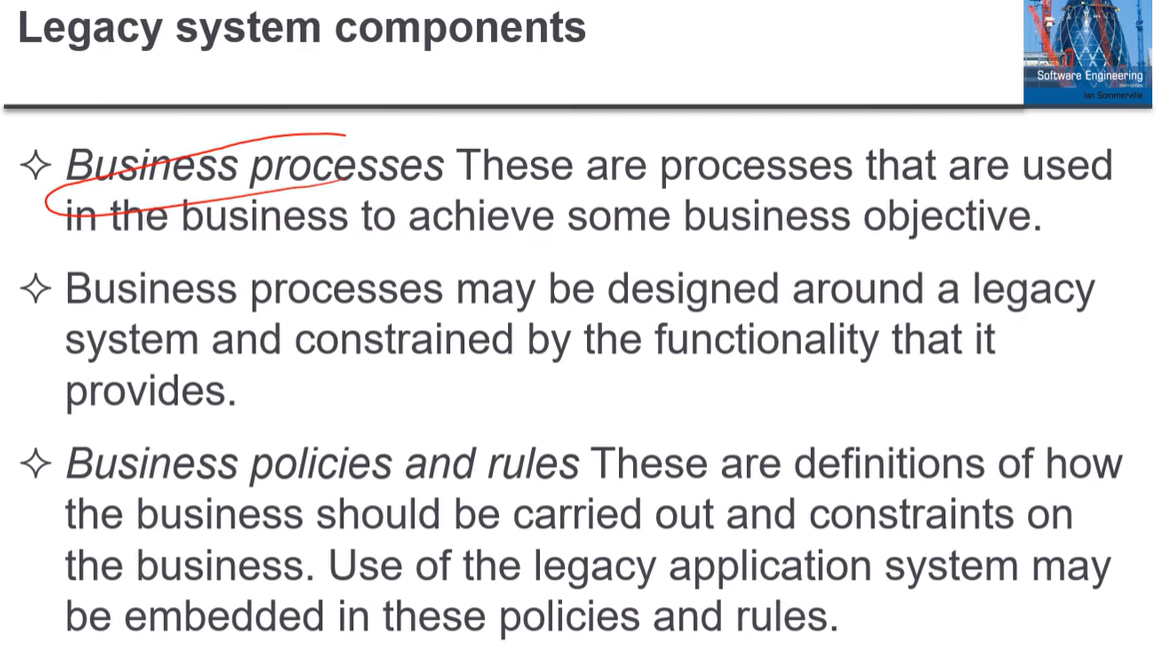 Legacy system components
Software Engineering
Ian Sommerville
✧ Business processes These are processes that are used
in the business to achieve some business objective.
✧ Business processes may be designed around a legacy
system and constrained by the functionality that it
provides.
✧ Business policies and rules These are definitions of how
the business should be carried out and constraints on
the business. Use of the legacy application system may
be embedded in these policies and rules.